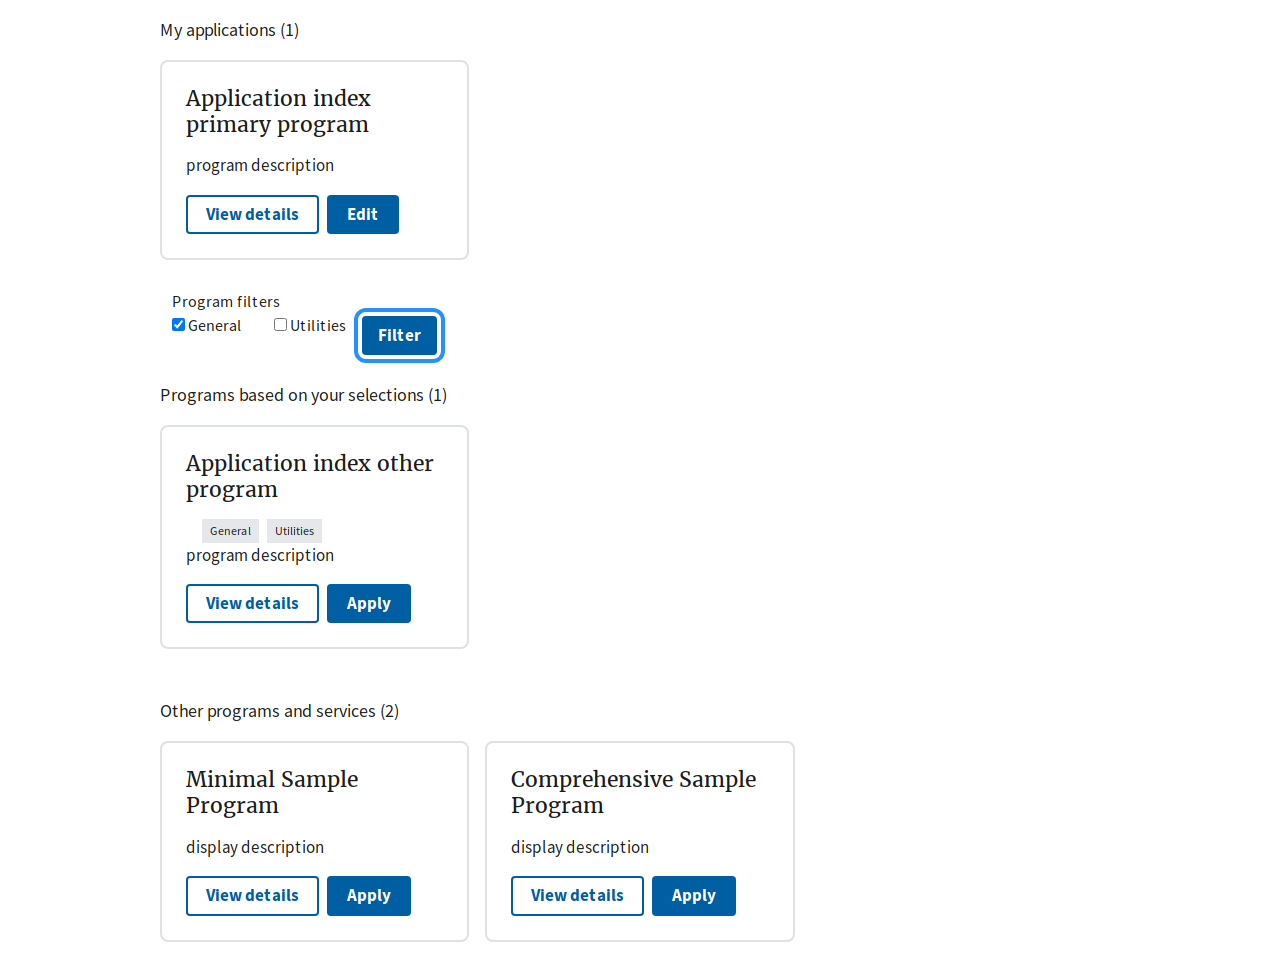 My applications (1)
Application index
primary program
program description
View details
Edit
Program filters
General
Utilities
Filter
Programs based on your selections (1)
Application index other
program
General
Utilities
program description
View details
Apply
Other programs and services (2)
Minimal Sample
Program
display description
View details
Apply
Comprehensive Sample
Program
display description
View details
Apply